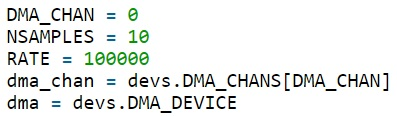 DMA_CHAN = 0
NSAMPLES = 10
RATE = 100000
dma_chan = devs.DMA_CHANS[DMA_CHAN]
dma = devs.DMA_DEVICE